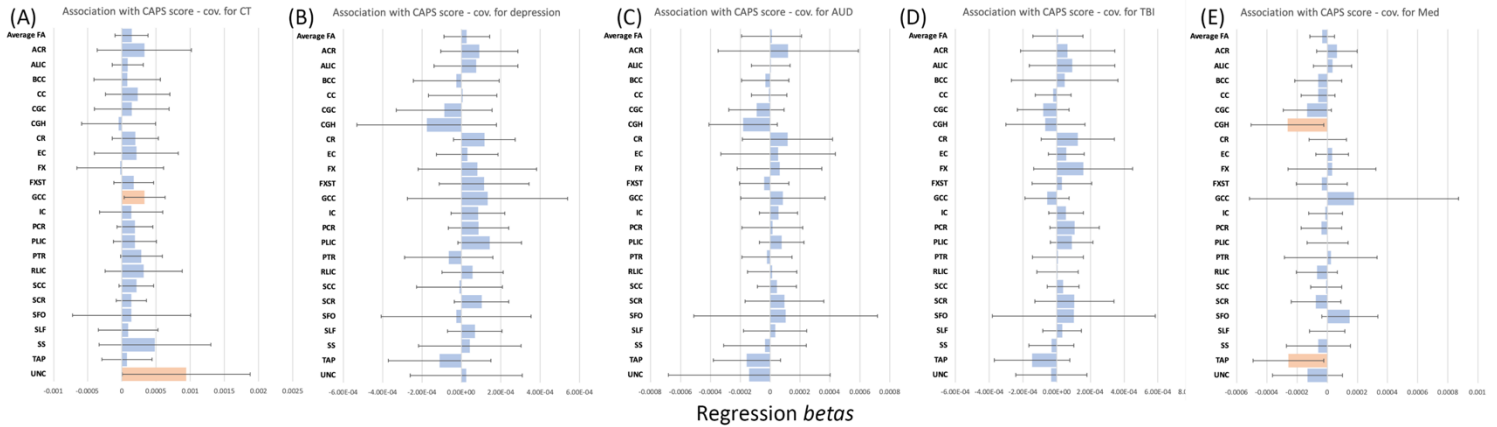 (A) Association with CAPS score - cov. for CT
Average FA
ACR
ALIC
BCC
CC
CGC
CGH
CR
EC
FX
FXST
GCC
IC
PCR
PLIC
PTR
RLIC
SCC
SCR
SFO
SLF
SS
TAP
UNC
-0.001 -0.0005 0 0.0005 0.001 0.0015 0.002 0.0025
(B) Association with CAPS score - cov. for depression
Average FA
ACR
ALIC
BCC
CC
CGC
CGH
CR
EC
FX
FXST
GCC
IC
PCR
PLIC
PTR
RLIC
SCC
SCR
SFO
SLF
SS
TAP
UNC
-6.00E-04 -4.00E-04 -2.00E-04 0.00E+00 2.00E-04 4.00E-04 6.00E-04
(C) Association with CAPS score - cov. for AUD
Average FA
ACR
ALIC
BCC
CC
CGC
CGH
CR
EC
FX
FXST
GCC
IC
PCR
PLIC
PTR
RLIC
SCC
SCR
SFO
SLF
SS
TAP
UNC
-0.0008 -0.0006 -0.0004 -0.0002 0 0.0002 0.0004 0.0006 0.0008
(D) Association with CAPS score - cov. for TBI
Average FA
ACR
ALIC
BCC
CC
CGC
CGH
CR
EC
FX
FXST
GCC
IC
PCR
PLIC
PTR
RLIC
SCC
SCR
SFO
SLF
SS
TAP
UNC
-6.00E-04 -4.00E-04 -2.00E-04 0.00E+00 2.00E-04 4.00E-04 6.00E-04 8.0
(E) Association with CAPS score - cov. for Med
Average FA
ACR
ALIC
BCC
CC
CGC
CGH
CR
EC
FX
FXST
GCC
IC
PCR
PLIC
PTR
RLIC
SCC
SCR
SFO
SLF
SS
TAP
UNC
-0.0006 -0.0004 -0.0002 0 0.0002 0.0004 0.0006 0.0008 0.001
Regression betas